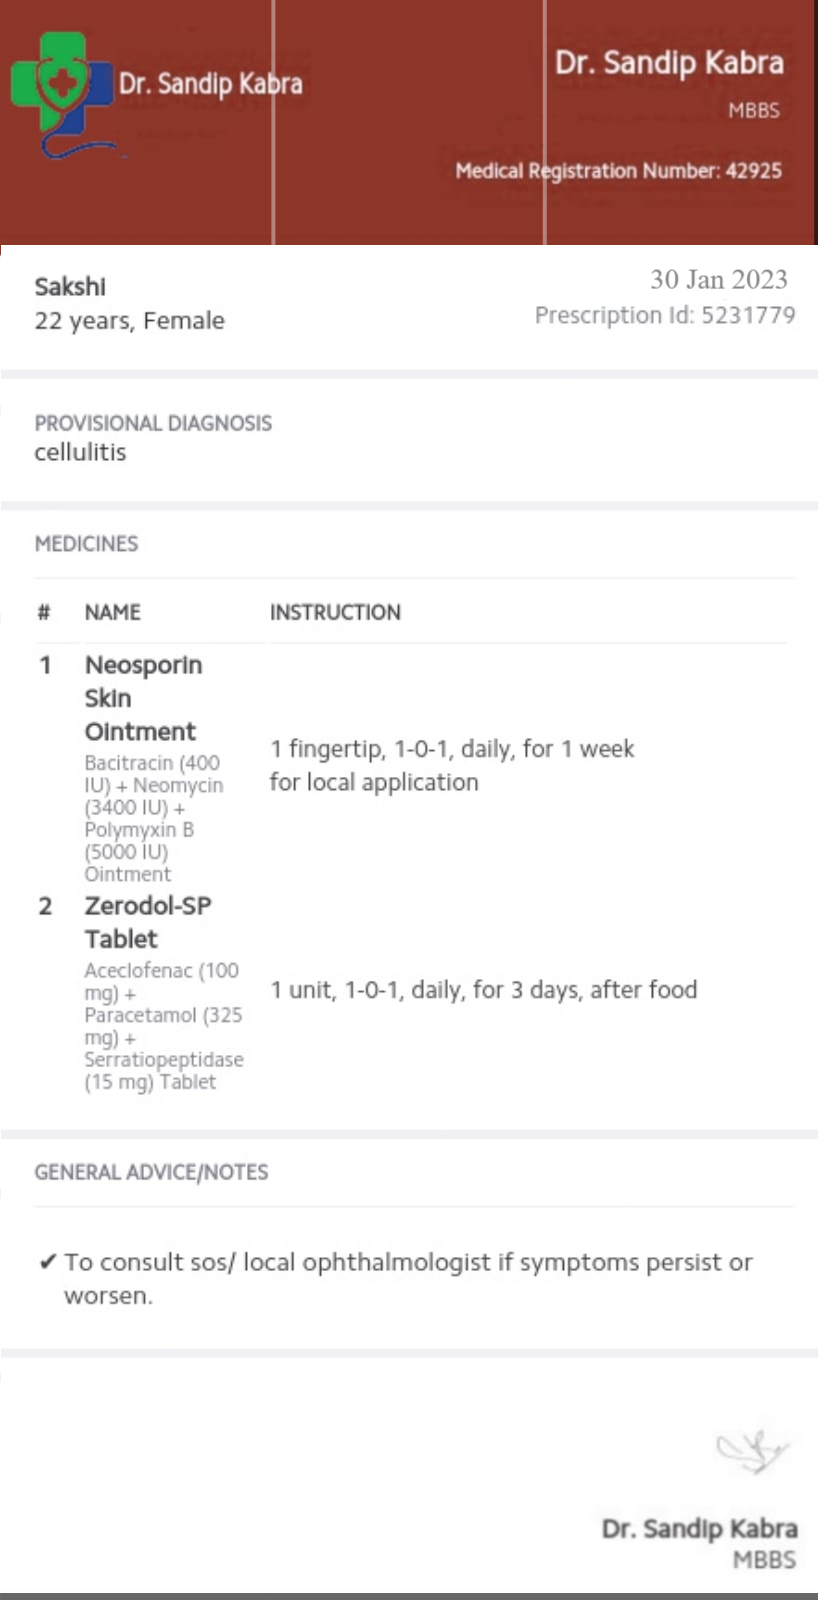 Dr. Sandip Kabra
Dr. Sandip Kabra
MBBS
Medical Registration Number: 42925
Sakshi
22 years, Female
30 Jan 2023
Prescription Id: 5231779
PROVISIONAL DIAGNOSIS
cellulitis
MEDICINES
# NAME INSTRUCTION
1 Neosporin
Skin
Ointment
Bacitracin (400
IU) + Neomycin
(3400 IU) +
Polymyxin B
(5000 IU)
Ointment
1 fingertip, 1-0-1, daily, for 1 week
for local application
2 Zerodol-SP
Tablet
Aceclofenac (100
mg) +
Paracetamol (325
mg) +
Serratiopeptidase
(15 mg) Tablet
1 unit, 1-0-1, daily, for 3 days, after food
GENERAL ADVICE/NOTES
✔ To consult sos/ local ophthalmologist if symptoms persist or
worsen.
Dr. Sandip Kabra
MBBS